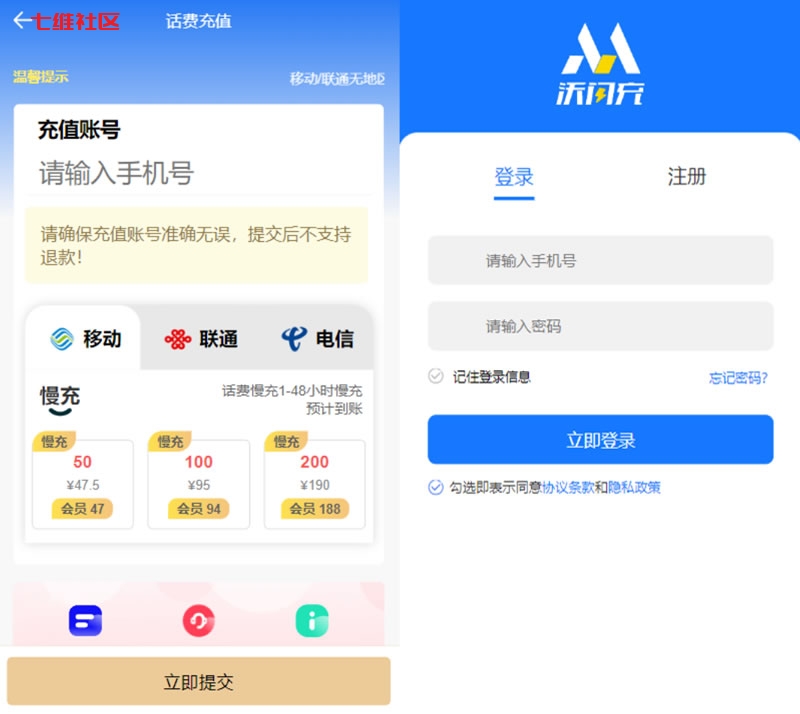 七维社区
话费充值
温馨提示
移动/联通无地
充值账号
请输入手机号
请确保充值账号准确无误，提交后不支持
退款！
移动
联通
电信
慢充
话费慢充1-48小时慢充
预计到账
慢充
慢充
慢充
50
100
200
¥47.5
¥95
¥190
会员 47
会员 94
会员 188
立即提交
沃闪充
登录
注册
请输入手机号
请输入密码
记住登录信息
忘记密码?
立即登录
勾选即表示同意协议条款和隐私政策